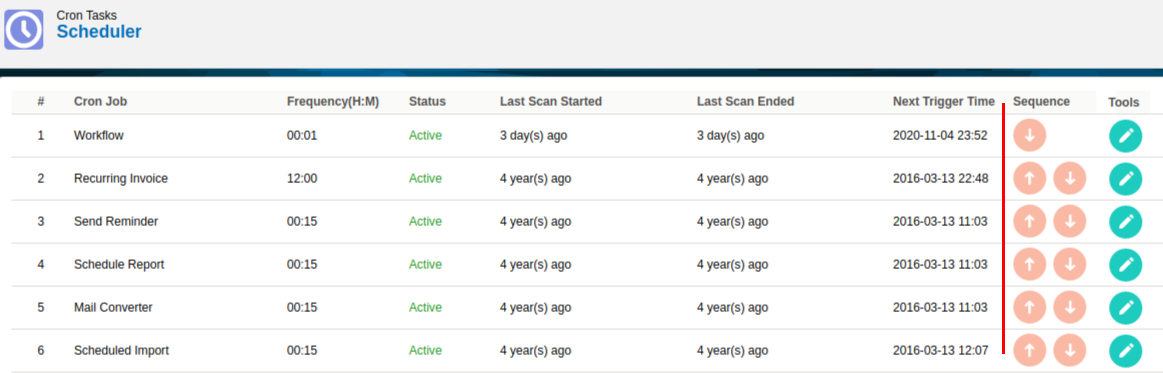 Cron Tasks
Scheduler
# Cron Job Frequency(H:M) Status Last Scan Started Last Scan Ended Next Trigger Time Sequence Tools
1 Workflow 00:01 Active 3 day(s) ago 3 day(s) ago 2020-11-04 23:52
2 Recurring Invoice 12:00 Active 4 year(s) ago 4 year(s) ago 2016-03-13 22:48
3 Send Reminder 00:15 Active 4 year(s) ago 4 year(s) ago 2016-03-13 11:03
4 Schedule Report 00:15 Active 4 year(s) ago 4 year(s) ago 2016-03-13 11:03
5 Mail Converter 00:15 Active 4 year(s) ago 4 year(s) ago 2016-03-13 11:03
6 Scheduled Import 00:15 Active 4 year(s) ago 4 year(s) ago 2016-03-13 12:07